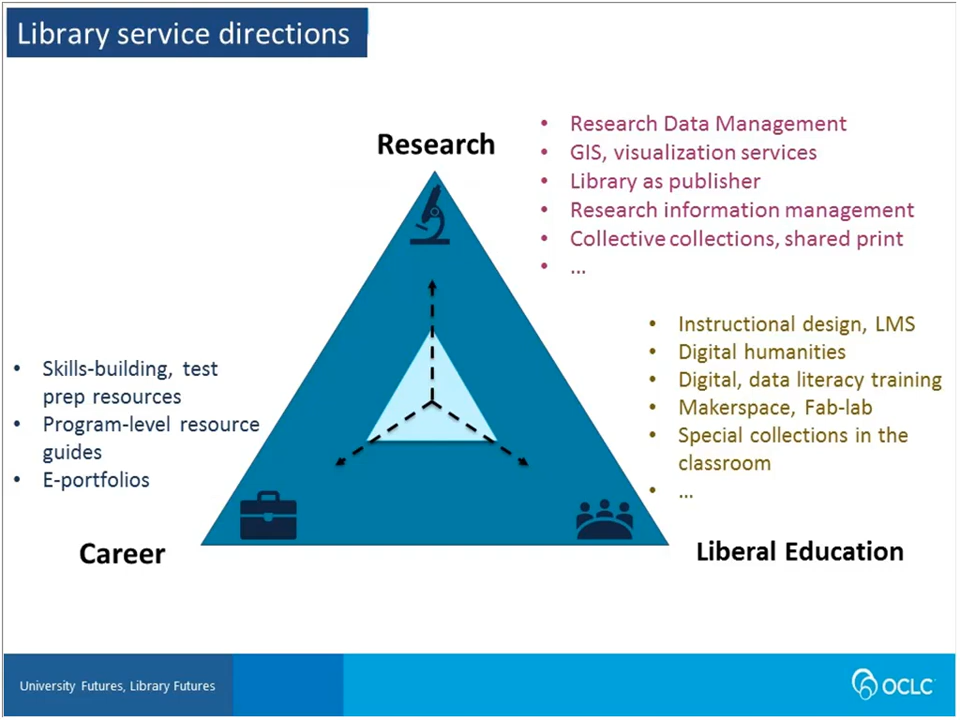 Library service directions
Research
• Research Data Management
• GIS, visualization services
• Library as publisher
• Research information management
• Collective collections, shared print
• ...
• Instructional design, LMS
• Digital humanities
• Digital, data literacy training
• Makerspace, Fab-lab
• Special collections in the
classroom
• ...
• Skills-building, test
prep resources
• Program-level resource
guides
• E-portfolios
Career
Liberal Education
University Futures, Library Futures
OCLC